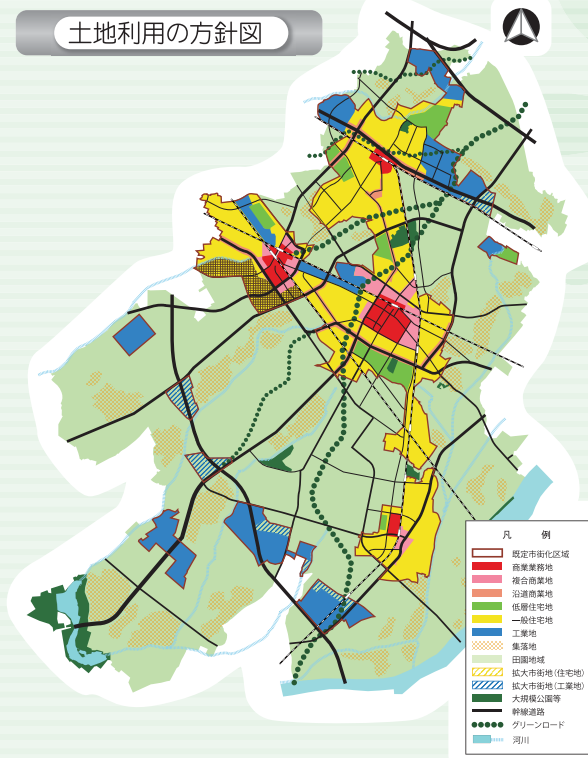 土地利用の方針図
凡 例
既定市街化区域
商業業務地
複合商業地
沿道商業地
低層住宅地
一般住宅地
工業地
集落地
田園地域
拡大市街地(住宅地)
拡大市街地(工業地)
大規模公園等
幹線道路
グリーンロード
河川